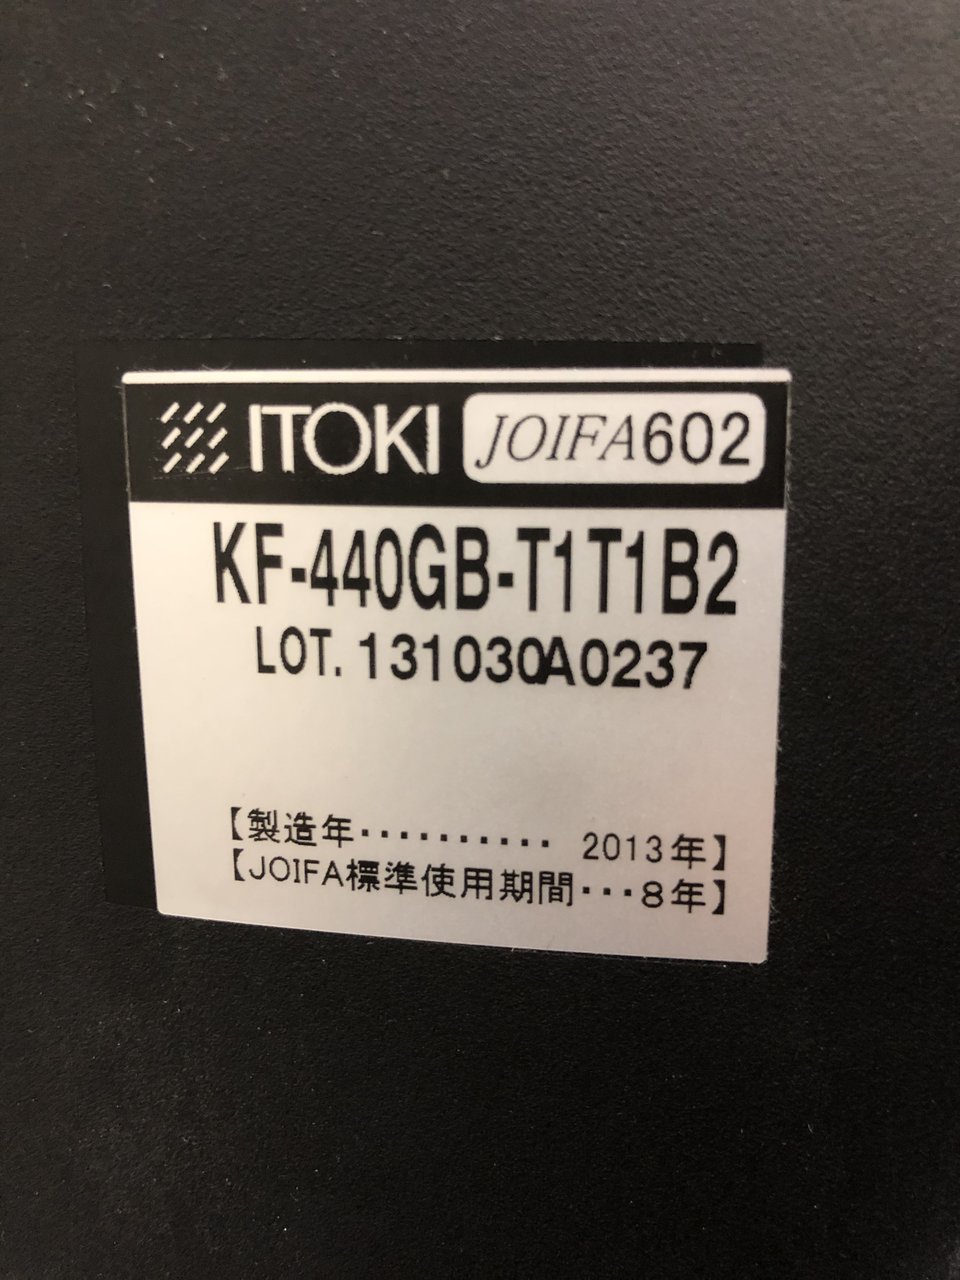 ITOKI JOIFA602
KF-440GB-T1T1B2
LOT. 131030A0237
【製造年‥‥‥‥‥ 2013年】
【JOIFA標準使用期間･･･8年】